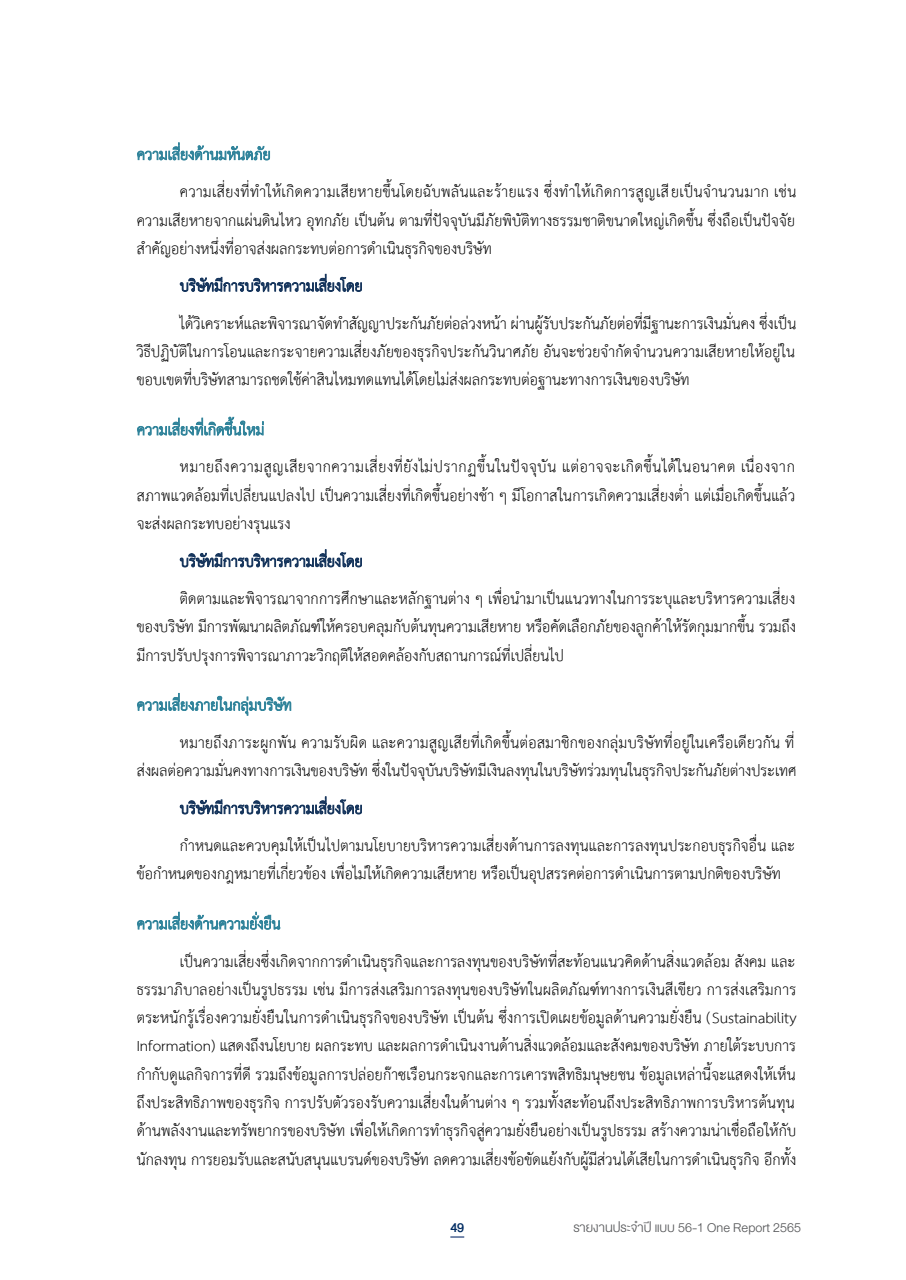 ความเสี่ยงด้านมหันตภัย
ความเสี่ยงที่ทำให้เกิดความเสียหายขึ้นโดยฉับพลันและร้ายแรง ซึ่งทำให้เกิดการสูญเสียเป็นจำนวนมาก เช่น
ความเสียหายจากแผ่นดินไหว อุทกภัย เป็นต้น ตามที่ปัจจุบันมีภัยพิบัติทางธรรมชาติขนาดใหญ่เกิดขึ้น ซึ่งถือเป็นปัจจัย
สำคัญอย่างหนึ่งที่อาจส่งผลกระทบต่อการดำเนินธุรกิจของบริษัท
บริษัทมีการบริหารความเสี่ยงโดย
ได้วิเคราะห์และพิจารณาจัดทำสัญญาประกันภัยต่อล่วงหน้า ผ่านผู้รับประกันภัยต่อที่มีฐานะการเงินมั่นคง ซึ่งเป็น
วิธีปฏิบัติในการโอนและกระจายความเสี่ยงภัยของธุรกิจประกันวินาศภัย อันจะช่วยจำกัดจำนวนความเสียหายให้อยู่ใน
ขอบเขตที่บริษัทสามารถชดใช้ค่าสินไหมทดแทนได้โดยไม่ส่งผลกระทบต่อฐานะทางการเงินของบริษัท
ความเสี่ยงที่เกิดขึ้นใหม่
หมายถึงความสูญเสียจากความเสี่ยงที่ยังไม่ปรากฏขึ้นในปัจจุบัน แต่อาจจะเกิดขึ้นได้ในอนาคต เนื่องจาก
สภาพแวดล้อมที่เปลี่ยนแปลงไป เป็นความเสี่ยงที่เกิดขึ้นอย่างช้า ๆ มีโอกาสในการเกิดความเสี่ยงต่ำ แต่เมื่อเกิดขึ้นแล้ว
จะส่งผลกระทบอย่างรุนแรง
บริษัทมีการบริหารความเสี่ยงโดย
ติดตามและพิจารณาจากการศึกษาและหลักฐานต่าง ๆ เพื่อนำมาเป็นแนวทางในการระบุและบริหารความเสี่ยง
ของบริษัท มีการพัฒนาผลิตภัณฑ์ให้ครอบคลุมกับต้นทุนความเสียหาย หรือคัดเลือกภัยของลูกค้าให้รัดกุมมากขึ้น รวมถึง
มีการปรับปรุงการพิจารณาภาวะวิกฤติให้สอดคล้องกับสถานการณ์ที่เปลี่ยนไป
ความเสี่ยงภายในกลุ่มบริษัท
หมายถึงภาระผูกพัน ความรับผิด และความสูญเสียที่เกิดขึ้นต่อสมาชิกของกลุ่มบริษัทที่อยู่ในเครือเดียวกัน ที่
ส่งผลต่อความมั่นคงทางการเงินของบริษัท ซึ่งในปัจจุบันบริษัทมีเงินลงทุนในบริษัทร่วมทุนในธุรกิจประกันภัยต่างประเทศ
บริษัทมีการบริหารความเสี่ยงโดย
กำหนดและควบคุมให้เป็นไปตามนโยบายบริหารความเสี่ยงด้านการลงทุนและการลงทุนประกอบธุรกิจอื่น และ
ข้อกำหนดของกฎหมายที่เกี่ยวข้อง เพื่อไม่ให้เกิดความเสียหาย หรือเป็นอุปสรรคต่อการดำเนินการตามปกติของบริษัท
ความเสี่ยงด้านความยั่งยืน
เป็นความเสี่ยงซึ่งเกิดจากการดำเนินธุรกิจและการลงทุนของบริษัทที่สะท้อนแนวคิดด้านสิ่งแวดล้อม สังคม และ
ธรรมาภิบาลอย่างเป็นรูปธรรม เช่น มีการส่งเสริมการลงทุนของบริษัทในผลิตภัณฑ์ทางการเงินสีเขียว การส่งเสริมการ
ตระหนักรู้เรื่องความยั่งยืนในการดำเนินธุรกิจของบริษัท เป็นต้น ซึ่งการเปิดเผยข้อมูลด้านความยั่งยืน (Sustainability
Information) แสดงถึงนโยบาย ผลกระทบ และผลการดำเนินงานด้านสิ่งแวดล้อมและสังคมของบริษัท ภายใต้ระบบการ
กำกับดูแลกิจการที่ดี รวมถึงข้อมูลการปล่อยก๊าซเรือนกระจกและการเคารพสิทธิมนุษยชน ข้อมูลเหล่านี้จะแสดงให้เห็น
ถึงประสิทธิภาพของธุรกิจ การปรับตัวรองรับความเสี่ยงในด้านต่าง ๆ รวมทั้งสะท้อนถึงประสิทธิภาพการบริหารต้นทุน
ด้านพลังงานและทรัพยากรของบริษัท เพื่อให้เกิดการทำธุรกิจสู่ความยั่งยืนอย่างเป็นรูปธรรม สร้างความน่าเชื่อถือให้กับ
นักลงทุน การยอมรับและสนับสนุนแบรนด์ของบริษัท ลดความเสี่ยงข้อขัดแย้งกับผู้มีส่วนได้เสียในการดำเนินธุรกิจ อีกทั้ง
49 รายงานประจำปี แบบ 56-1 One Report 2565